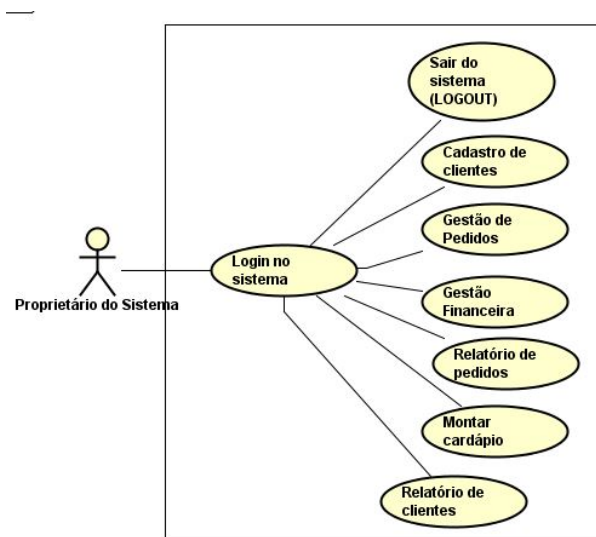 Sair do
sistema
(LOGOUT)
Cadastro de
clientes
Gestão de
Pedidos
Login no
sistema
Proprietário do Sistema
Gestão
Financeira
Relatório de
pedidos
Montar
cardápio
Relatório de
clientes